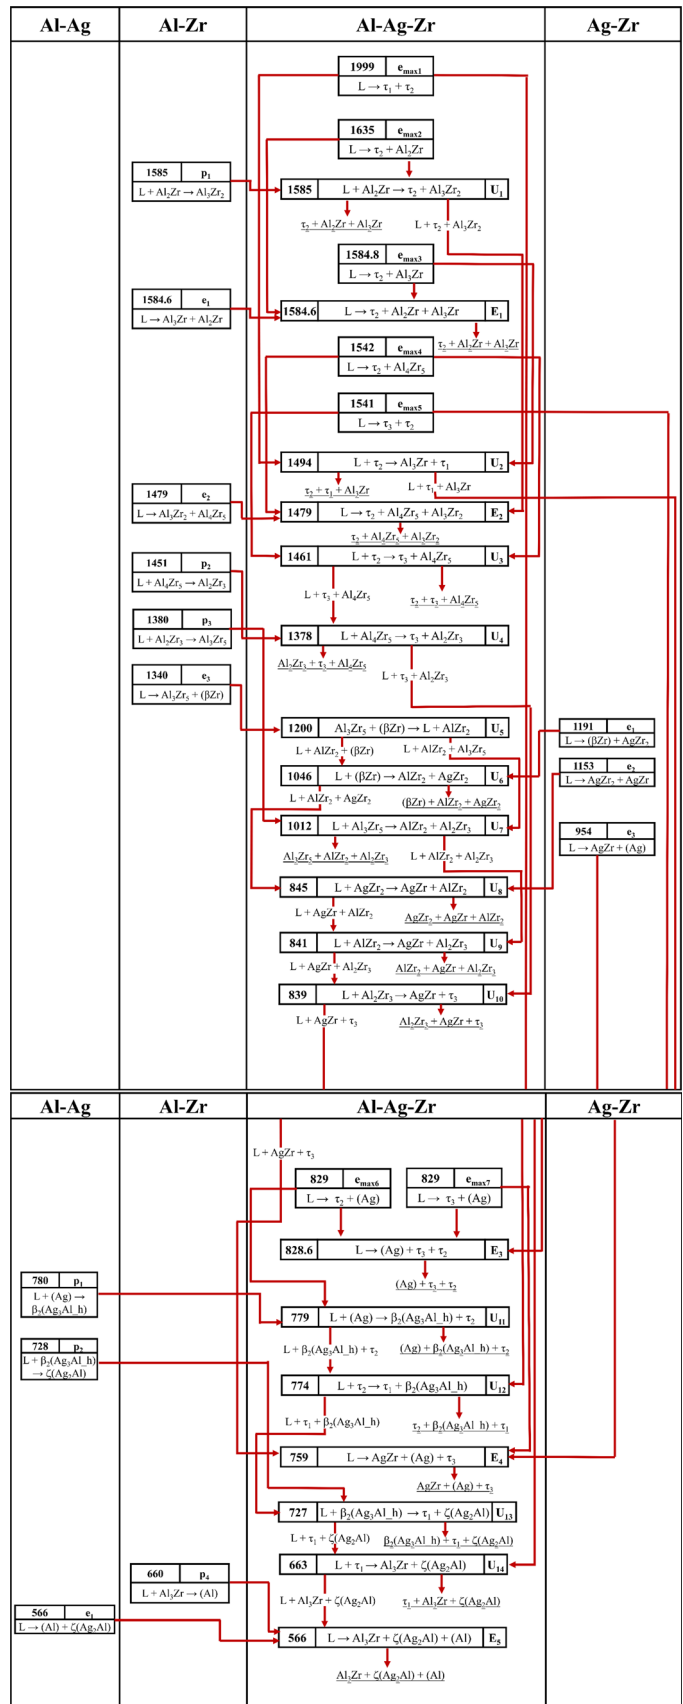 Al-Ag Al-Zr Al-Ag-Zr Ag-Zr
1999 e_max1
L → τ₁ + τ₂
1635 e_max2
L → τ₂ + Al₂Zr
1585 p₁
L + Al₂Zr → Al₃Zr₂
1585 L + Al₂Zr → τ₂ + Al₃Zr₂ U₁
τ₂ + Al₂Zr + Al₃Zr
L + τ₂ + Al₃Zr₂
1584.8 e_max3
L → τ₂ + Al₃Zr
1584.6 e₁
L → Al₃Zr + Al₂Zr
1584.6 L → τ₂ + Al₂Zr + Al₃Zr E₁
τ₂ + Al₂Zr + Al₃Zr
1542 e_max4
L → τ₂ + Al₄Zr₅
1541 e_max5
L → τ₃ + τ₂
1494 L + τ₂ → Al₃Zr + τ₁ U₂
τ₂ + τ₁ + Al₃Zr
L + τ₁ + Al₃Zr
1479 e₂
L → Al₃Zr₂ + Al₄Zr₅
1479 L → τ₂ + Al₄Zr₅ + Al₃Zr₂ E₂
τ₂ + Al₄Zr₅ + Al₃Zr₂
1461 L + τ₂ → τ₃ + Al₄Zr₅ U₃
1451 p₂
L + Al₄Zr₅ → Al₂Zr₃
L + τ₃ + Al₄Zr₅
τ₂ + τ₃ + Al₄Zr₅
1380 p₃
L + Al₂Zr₃ → Al₃Zr₅
1378 L + Al₄Zr₅ → τ₃ + Al₂Zr₃ U₄
Al₂Zr₃ + τ₃ + Al₄Zr₅
L + τ₃ + Al₂Zr₃
1340 e₃
L → Al₃Zr₅ + (βZr)
1200 Al₃Zr₅ + (βZr) → L + AlZr₂ U₅
L + AlZr₂ + (βZr)
L + AlZr₂ + Al₃Zr₅
1191 e₁
L → (βZr) + AgZr₂
1046 L + (βZr) → AlZr₂ + AgZr₂ U₆
L + AlZr₂ + AgZr₂
(βZr) + AlZr₂ + AgZr₂
1153 e₂
L → AgZr₂ + AgZr
1012 L + Al₃Zr₅ → AlZr₂ + Al₂Zr₃ U₇
Al₃Zr₅ + AlZr₂ + Al₂Zr₃
L + AlZr₂ + Al₂Zr₃
954 e₃
L → AgZr + (Ag)
845 L + AgZr₂ → AgZr + AlZr₂ U₈
L + AgZr + AlZr₂
AgZr₂ + AgZr + AlZr₂
841 L + AlZr₂ → AgZr + Al₂Zr₃ U₉
L + AgZr + Al₂Zr₃
AlZr₂ + AgZr + Al₂Zr₃
839 L + Al₂Zr₃ → AgZr + τ₃ U₁₀
L + AgZr + τ₃
Al₂Zr₃ + AgZr + τ₃
Al-Ag Al-Zr Al-Ag-Zr Ag-Zr
L + AgZr + τ₃
829 e_max6
L → τ₂ + (Ag)
829 e_max7
L → τ₃ + (Ag)
828.6 L → (Ag) + τ₃ + τ₂ E₃
(Ag) + τ₃ + τ₂
780 p₁
L + (Ag) →
β₂(Ag₃Al_h)
779 L + (Ag) → β₂(Ag₃Al_h) + τ₂ U₁₁
L + β₂(Ag₃Al_h) + τ₂
(Ag) + β₂(Ag₃Al_h) + τ₂
728 p₂
L + β₂(Ag₃Al_h)
→ ζ(Ag₂Al)
774 L + τ₂ → τ₁ + β₂(Ag₃Al_h) U₁₂
L + τ₁ + β₂(Ag₃Al_h)
τ₂ + β₂(Ag₃Al_h) + τ₁
759 L → AgZr + (Ag) + τ₃ E₄
AgZr + (Ag) + τ₃
727 L + β₂(Ag₃Al_h) → τ₁ + ζ(Ag₂Al) U₁₃
L + τ₁ + ζ(Ag₂Al)
β₂(Ag₃Al_h) + τ₁ + ζ(Ag₂Al)
663 L + τ₁ → Al₃Zr + ζ(Ag₂Al) U₁₄
660 p₄
L + Al₃Zr → (Al)
L + Al₃Zr + ζ(Ag₂Al)
τ₁ + Al₃Zr + ζ(Ag₂Al)
566 e₁
L → (Al) + ζ(Ag₂Al)
566 L → Al₃Zr + ζ(Ag₂Al) + (Al) E₅
Al₃Zr + ζ(Ag₂Al) + (Al)